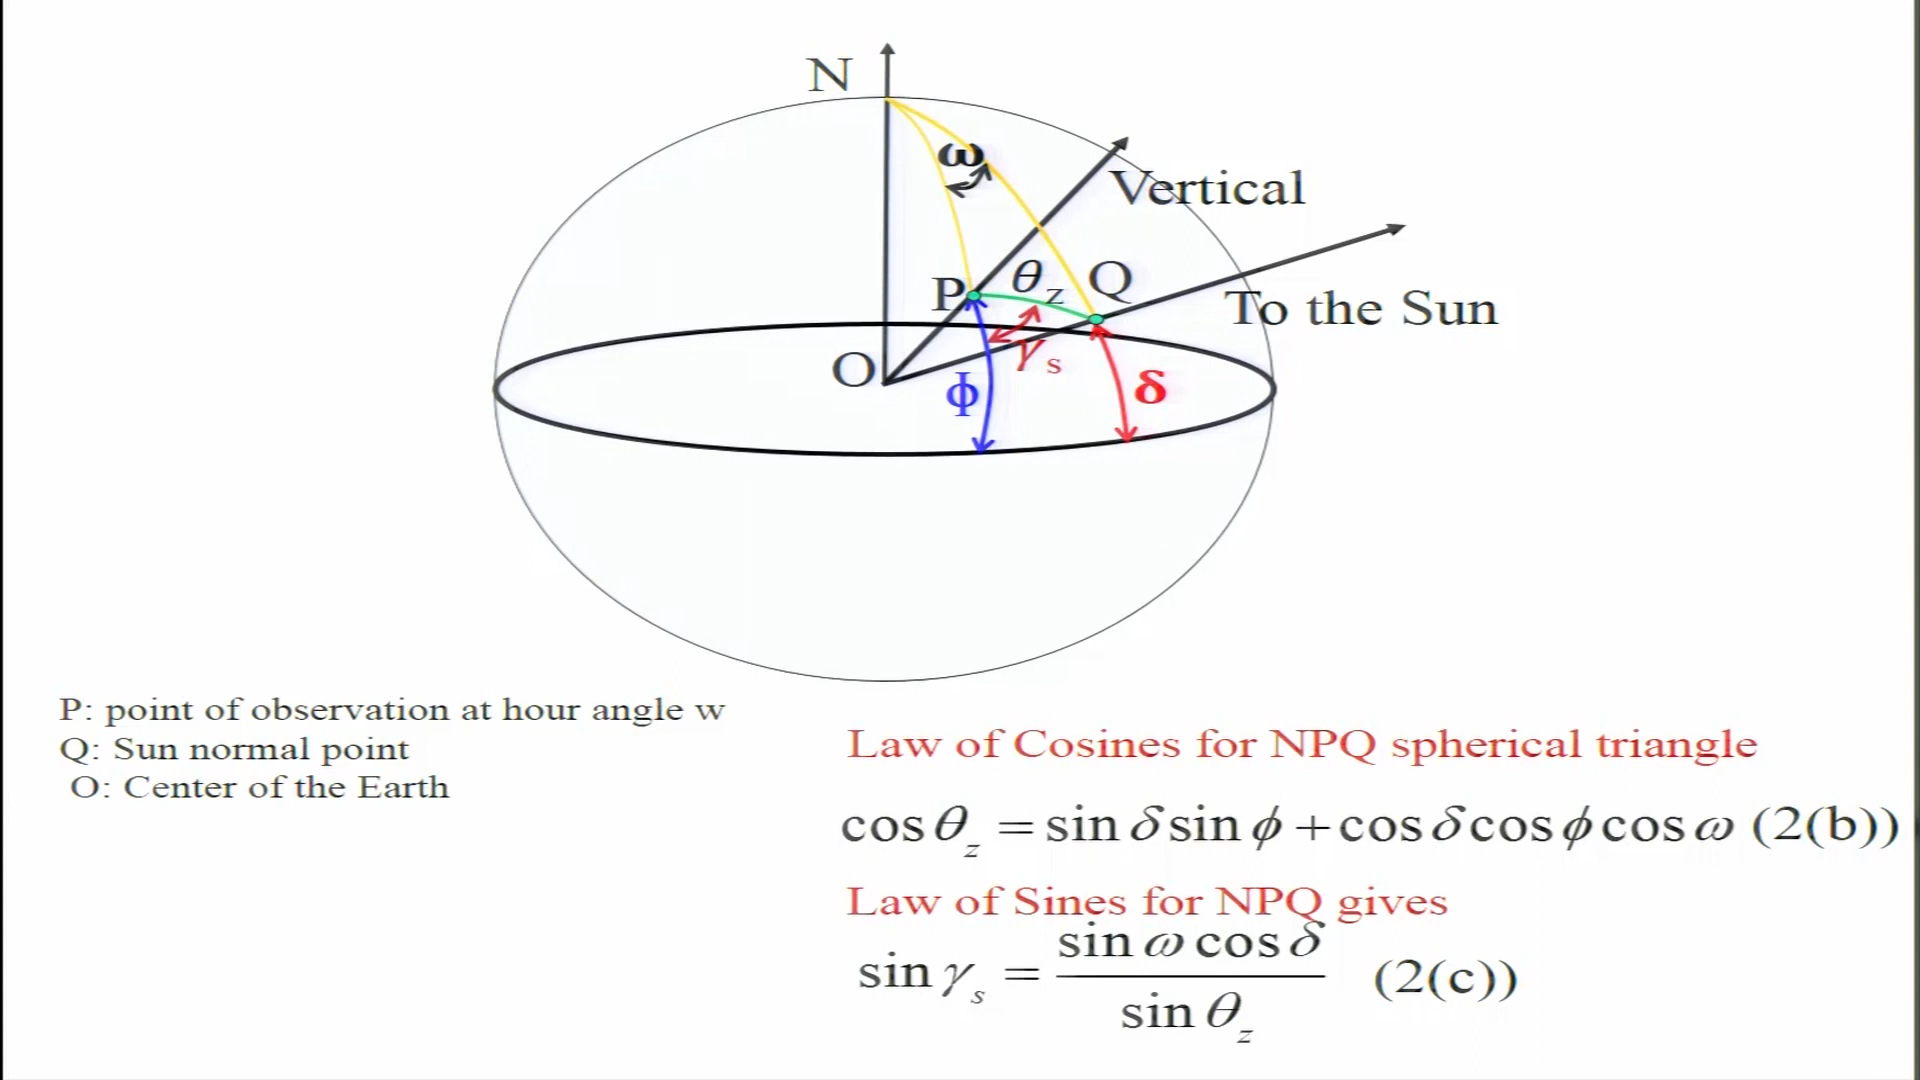 N
ω
Vertical
P
θz
Q
To the Sun
O
γs
ϕ
δ
P: point of observation at hour angle w
Q: Sun normal point
O: Center of the Earth
Law of Cosines for NPQ spherical triangle
cos θz = sin δ sin ϕ + cos δ cos ϕ cos ω (2(b))
Law of Sines for NPQ gives
sin γs = sin ω cos δ / sin θz (2(c))